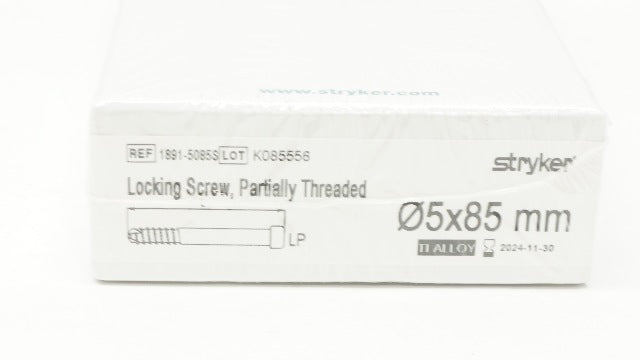 www.stryker.com
REF 1891-5085S LOT K085556
stryker
Locking Screw, Partially Threaded
LP
Ø5x85 mm
TI ALLOY 2024-11-30